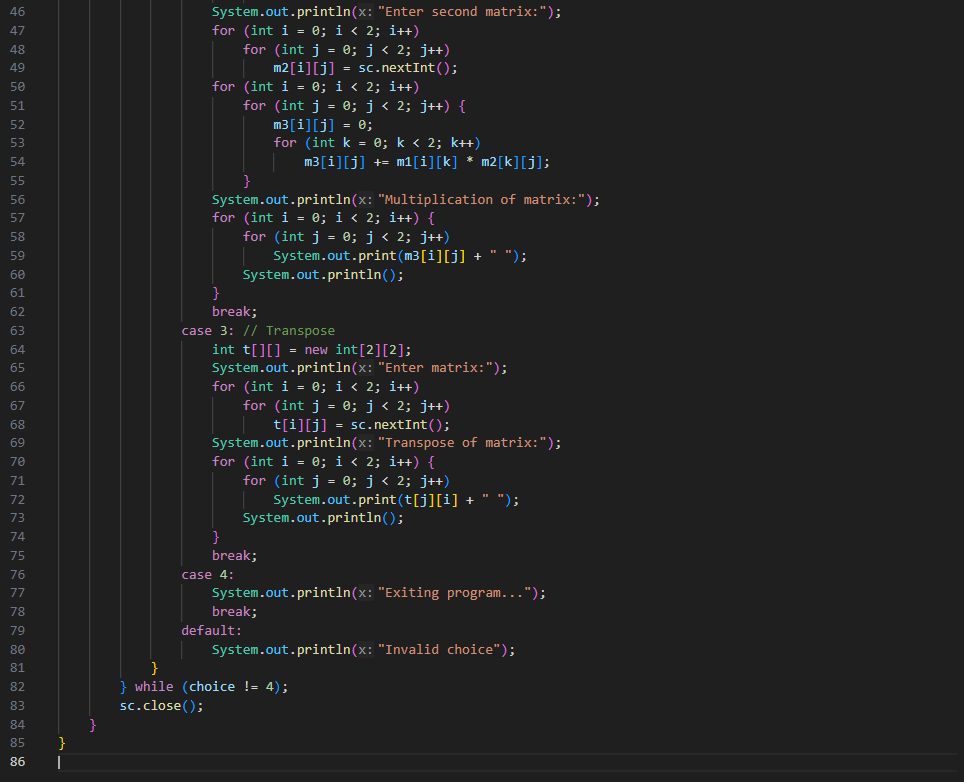 46 System.out.println(x: "Enter second matrix:");
47 for (int i = 0; i < 2; i++)
48 for (int j = 0; j < 2; j++)
49 m2[i][j] = sc.nextInt();
50 for (int i = 0; i < 2; i++)
51 for (int j = 0; j < 2; j++) {
52 m3[i][j] = 0;
53 for (int k = 0; k < 2; k++)
54 m3[i][j] += m1[i][k] * m2[k][j];
55 }
56 System.out.println(x: "Multiplication of matrix:");
57 for (int i = 0; i < 2; i++) {
58 for (int j = 0; j < 2; j++)
59 System.out.print(m3[i][j] + " ");
60 System.out.println();
61 }
62 break;
63 case 3: // Transpose
64 int t[][] = new int[2][2];
65 System.out.println(x: "Enter matrix:");
66 for (int i = 0; i < 2; i++)
67 for (int j = 0; j < 2; j++)
68 t[i][j] = sc.nextInt();
69 System.out.println(x: "Transpose of matrix:");
70 for (int i = 0; i < 2; i++) {
71 for (int j = 0; j < 2; j++)
72 System.out.print(t[j][i] + " ");
73 System.out.println();
74 }
75 break;
76 case 4:
77 System.out.println(x: "Exiting program...");
78 break;
79 default:
80 System.out.println(x: "Invalid choice");
81 }
82 } while (choice != 4);
83 sc.close();
84 }
85 }
86